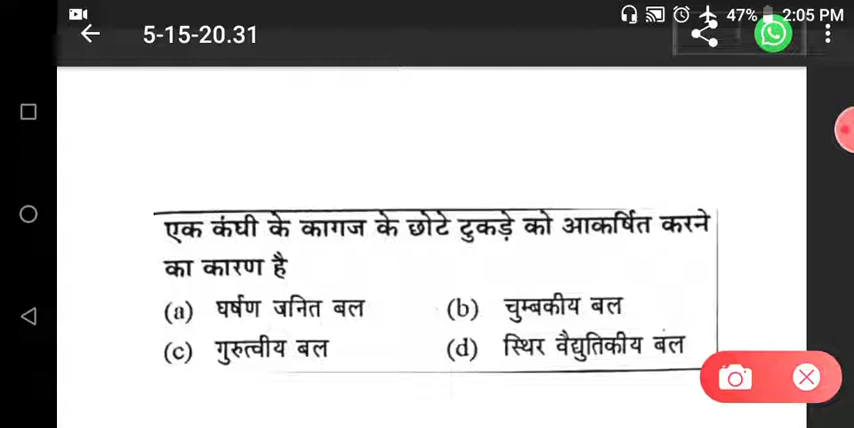 47% 2:05 PM
5-15-20.31
एक कंघी के कागज के छोटे टुकड़े को आकर्षित करने
का कारण है
(a) घर्षण जनित बल (b) चुम्बकीय बल
(c) गुरुत्वीय बल (d) स्थिर वैद्युतिकीय बल